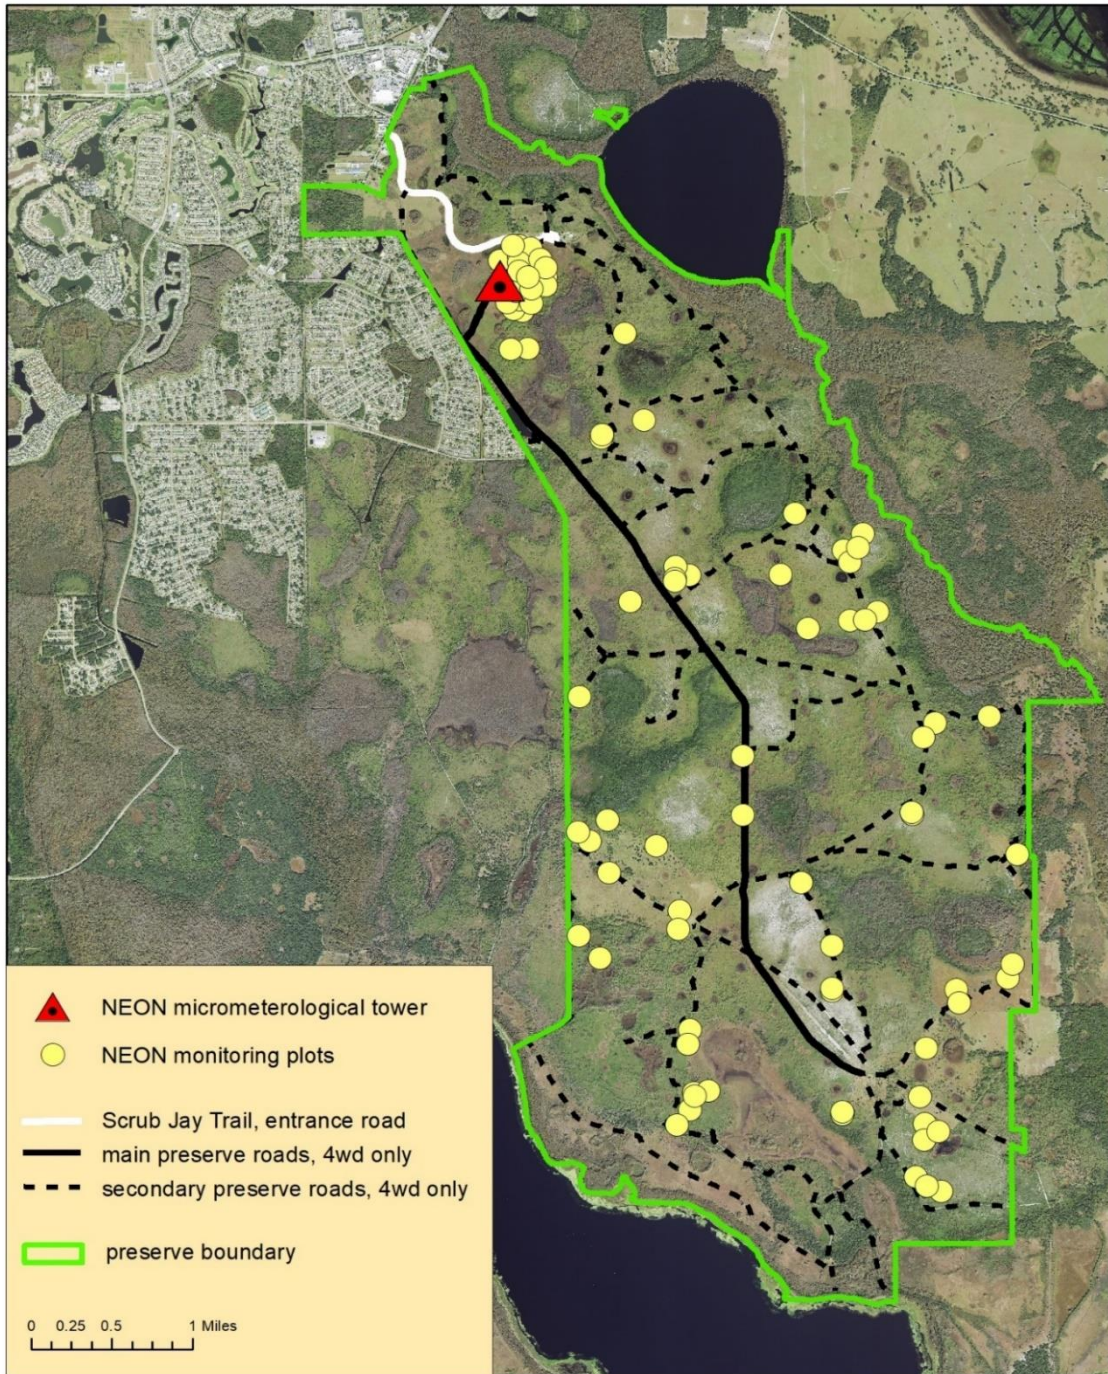 NEON micrometerological tower
NEON monitoring plots
Scrub Jay Trail, entrance road
main preserve roads, 4wd only
secondary preserve roads, 4wd only
preserve boundary
0 0.25 0.5 1 Miles